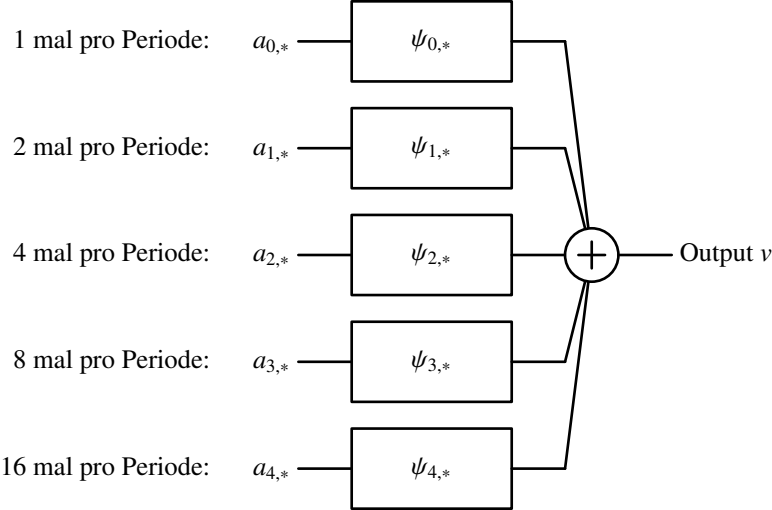 1 mal pro Periode: a₀,* ψ₀,*
2 mal pro Periode: a₁,* ψ₁,*
4 mal pro Periode: a₂,* ψ₂,* + Output v
8 mal pro Periode: a₃,* ψ₃,*
16 mal pro Periode: a₄,* ψ₄,*